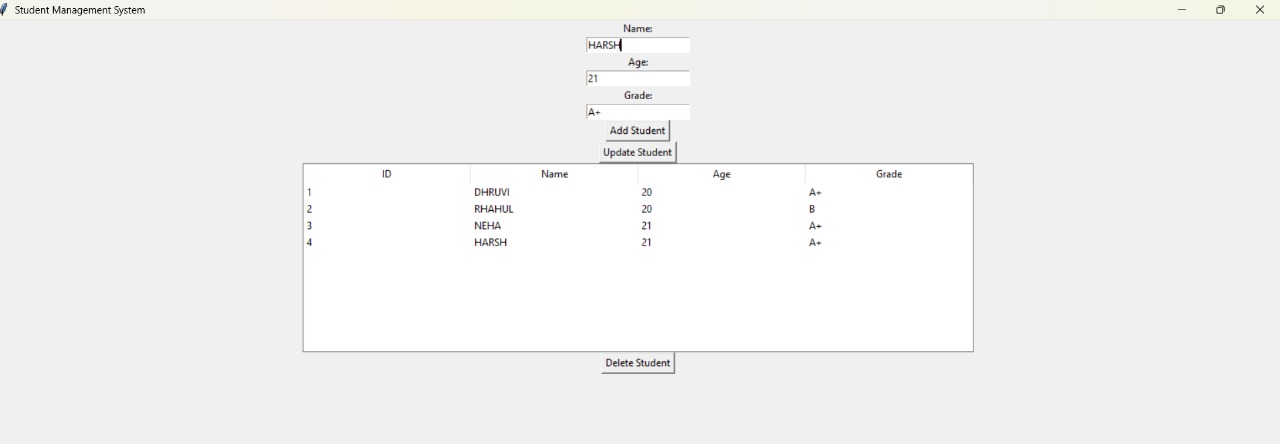 Student Management System
Name:
HARSH
Age:
21
Grade:
A+
Add Student
Update Student
ID Name Age Grade
1 DHRUVI 20 A+
2 RHAHUL 20 B
3 NEHA 21 A+
4 HARSH 21 A+
Delete Student